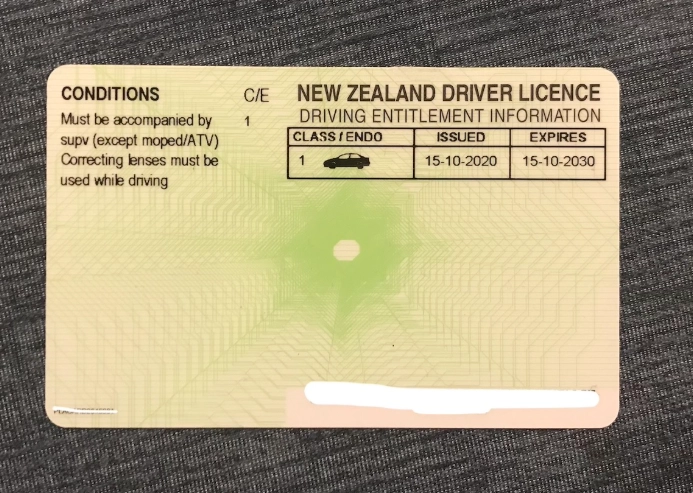 CONDITIONS
C/E
Must be accompanied by
1
supv (except moped/ATV)
Correcting lenses must be
used while driving
NEW ZEALAND DRIVER LICENCE
DRIVING ENTITLEMENT INFORMATION
CLASS / ENDO ISSUED EXPIRES
1 15-10-2020 15-10-2030